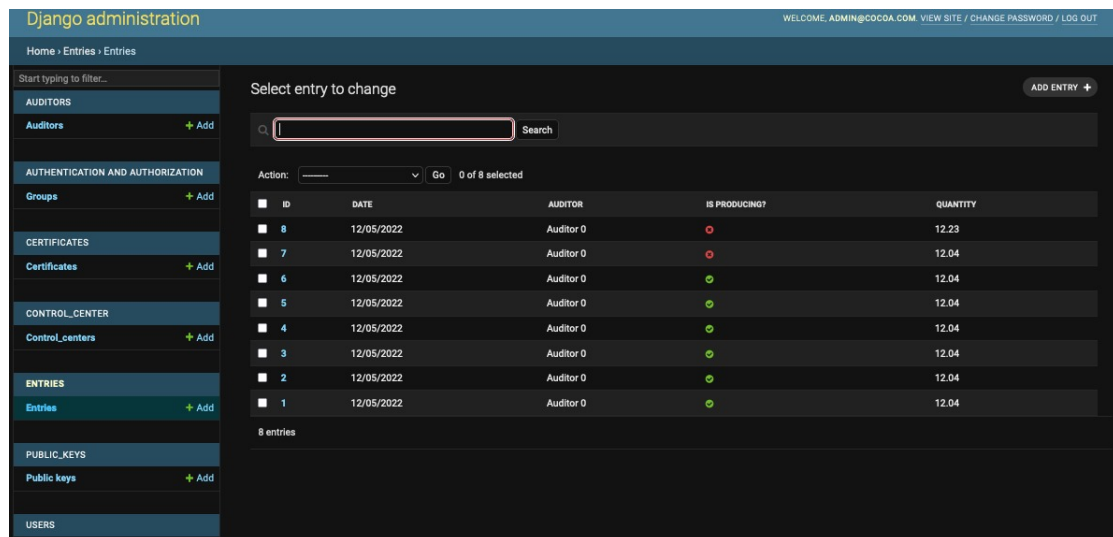 Django administration
WELCOME, ADMIN@COCOA.COM. VIEW SITE / CHANGE PASSWORD / LOG OUT
Home › Entries › Entries
Start typing to filter...
AUDITORS
Auditors + Add
AUTHENTICATION AND AUTHORIZATION
Groups + Add
CERTIFICATES
Certificates + Add
CONTROL_CENTER
Control_centers + Add
ENTRIES
Entries + Add
PUBLIC_KEYS
Public keys + Add
USERS
Select entry to change
ADD ENTRY +
Search
Action: --------- Go 0 of 8 selected
ID DATE AUDITOR IS PRODUCING? QUANTITY
8 12/05/2022 Auditor 0 12.23
7 12/05/2022 Auditor 0 12.04
6 12/05/2022 Auditor 0 12.04
5 12/05/2022 Auditor 0 12.04
4 12/05/2022 Auditor 0 12.04
3 12/05/2022 Auditor 0 12.04
2 12/05/2022 Auditor 0 12.04
1 12/05/2022 Auditor 0 12.04
8 entries